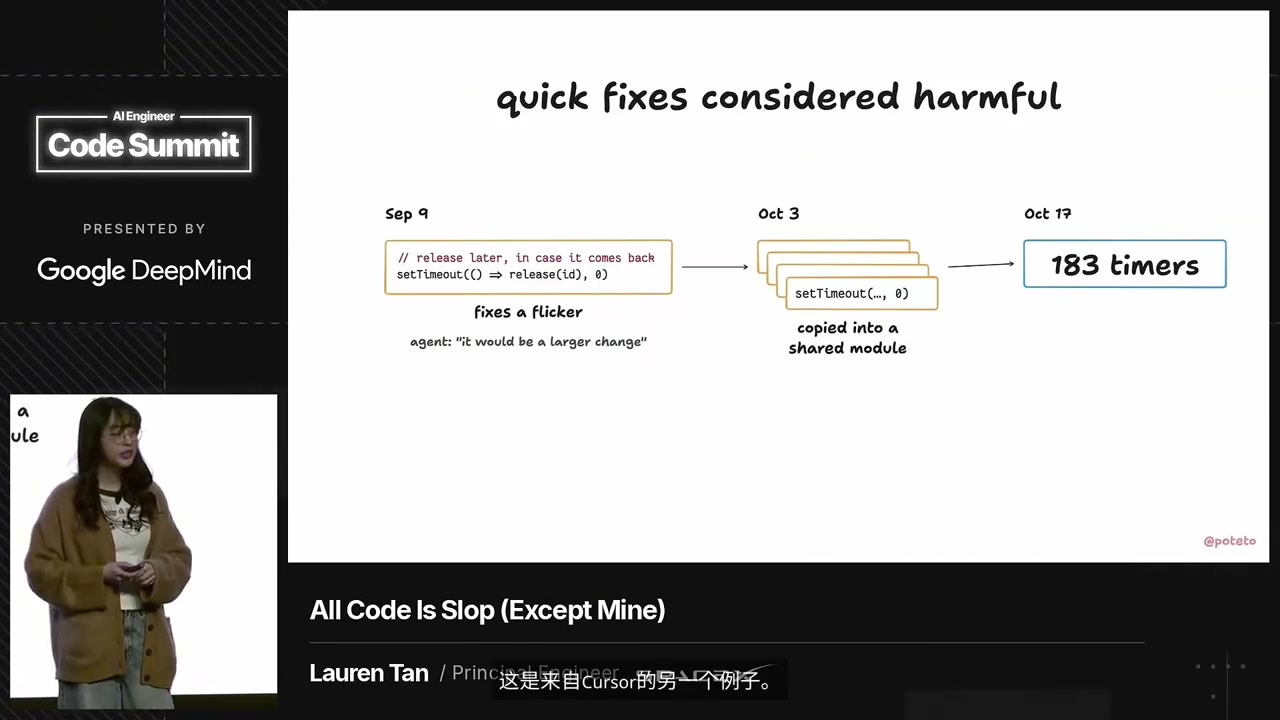 AI Engineer
Code Summit
PRESENTED BY
Google DeepMind
quick fixes considered harmful
Sep 9
// release later, in case it comes back
setTimeout(() => release(id), 0)
fixes a flicker
agent: "it would be a larger change"
Oct 3
setTimeout(…, 0)
copied into a
shared module
Oct 17
183 timers
@poteto
a
ule
All Code Is Slop (Except Mine)
Lauren Tan / Principal Engineer
这是来自Cursor的另一个例子。